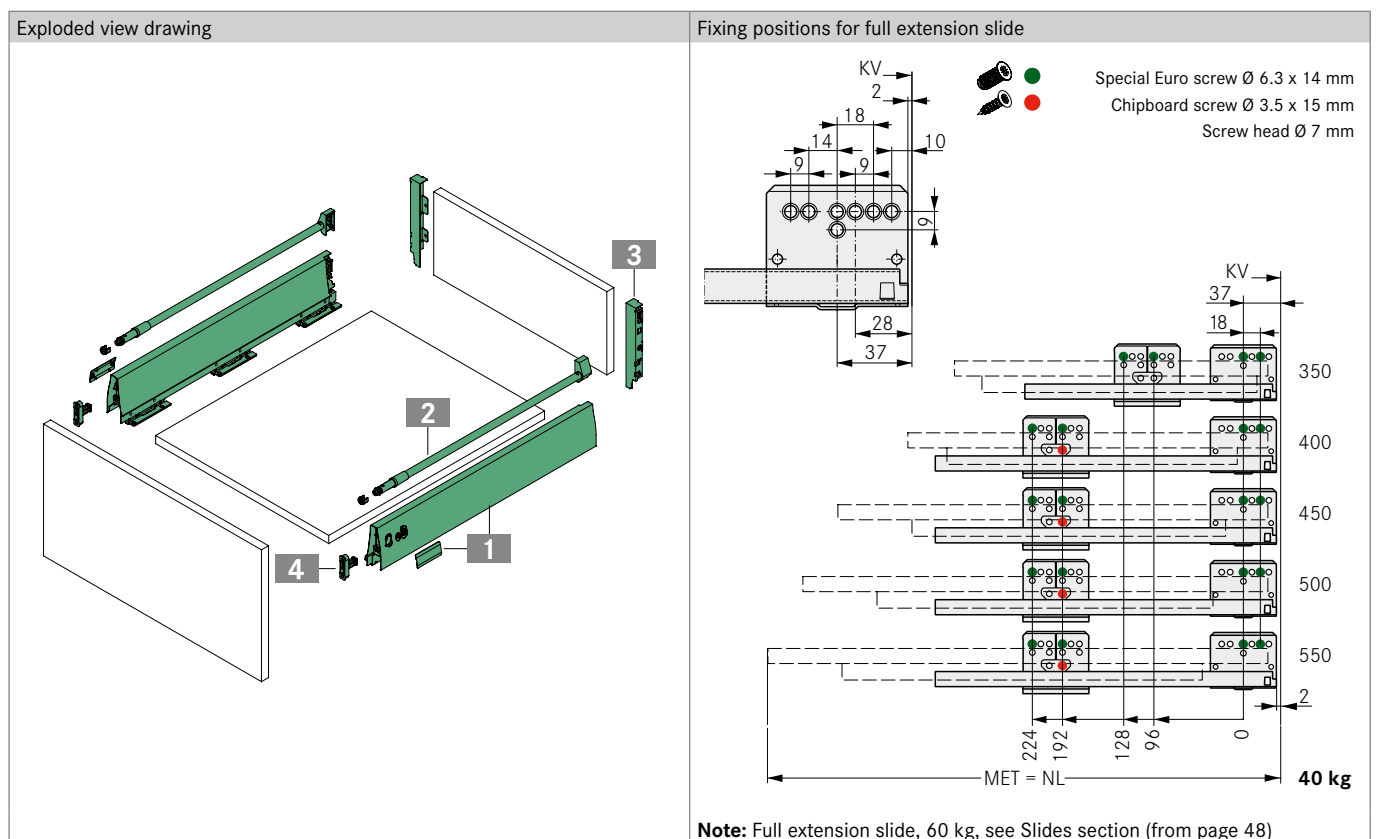 Exploded view drawing
3
2
1
4
Fixing positions for full extension slide
Special Euro screw Ø 6.3 x 14 mm
Chipboard screw Ø 3.5 x 15 mm
Screw head Ø 7 mm
KV
2
18
14
10
9
9
9
28
37
KV
37
18
350
400
450
500
550
2
224
192
128
96
0
MET = NL
40 kg
Note: Full extension slide, 60 kg, see Slides section (from page 48)